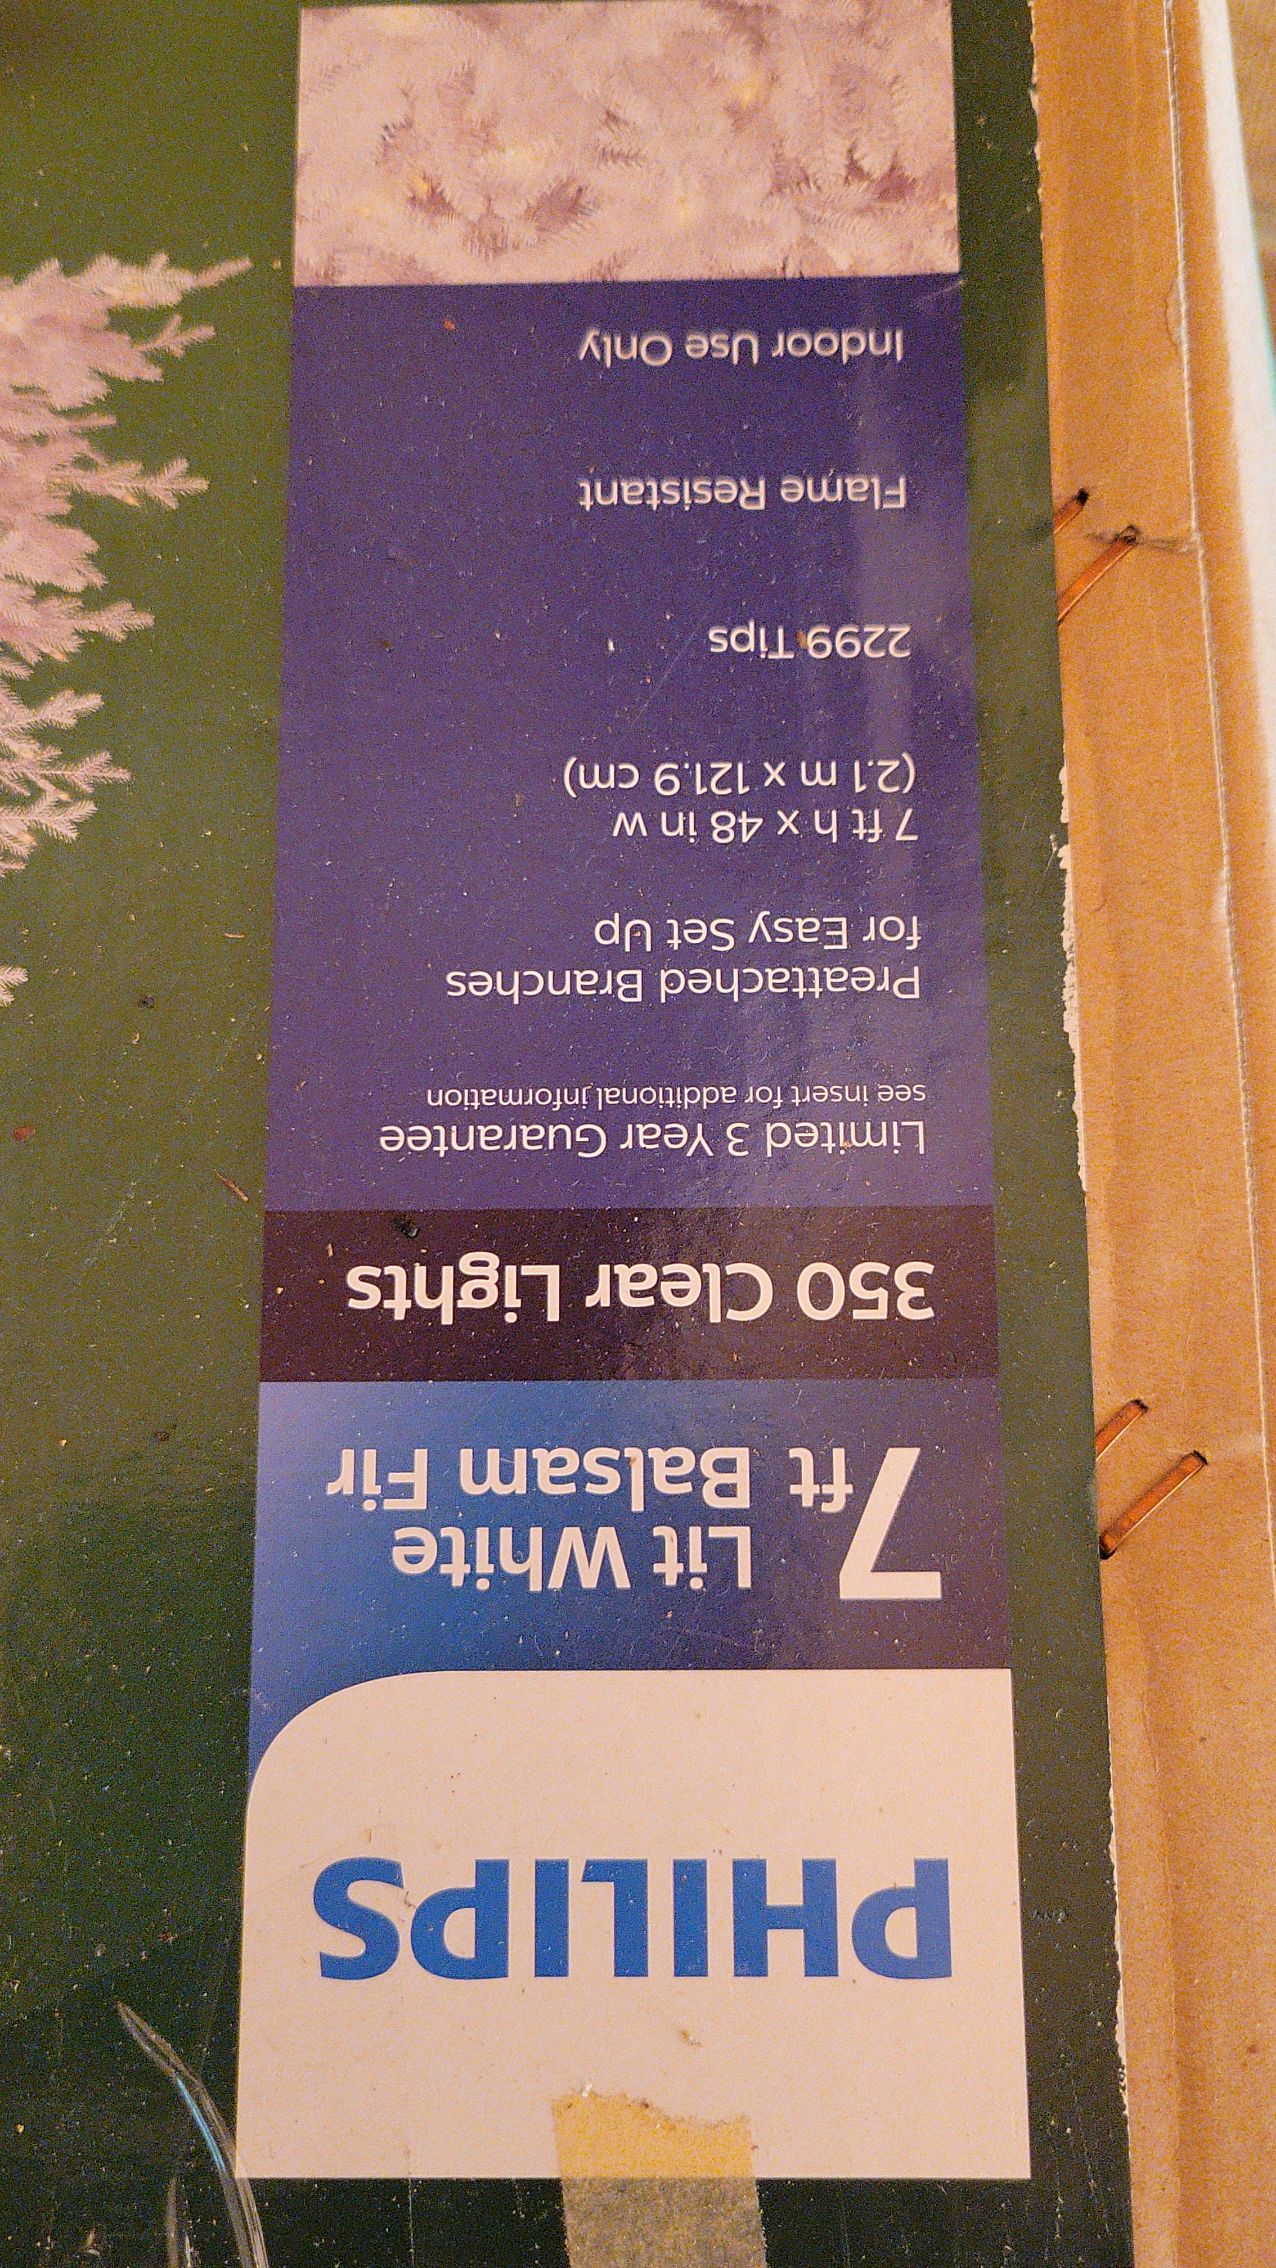 PHILIPS
7 ft
Lit White
Balsam Fir
350 Clear Lights
Limited 3 Year Guarantee
see insert for additional information
Preattached Branches
for Easy Set Up
7 ft h x 48 in w
(2.1 m x 121.9 cm)
2299 Tips
Flame Resistant
Indoor Use Only